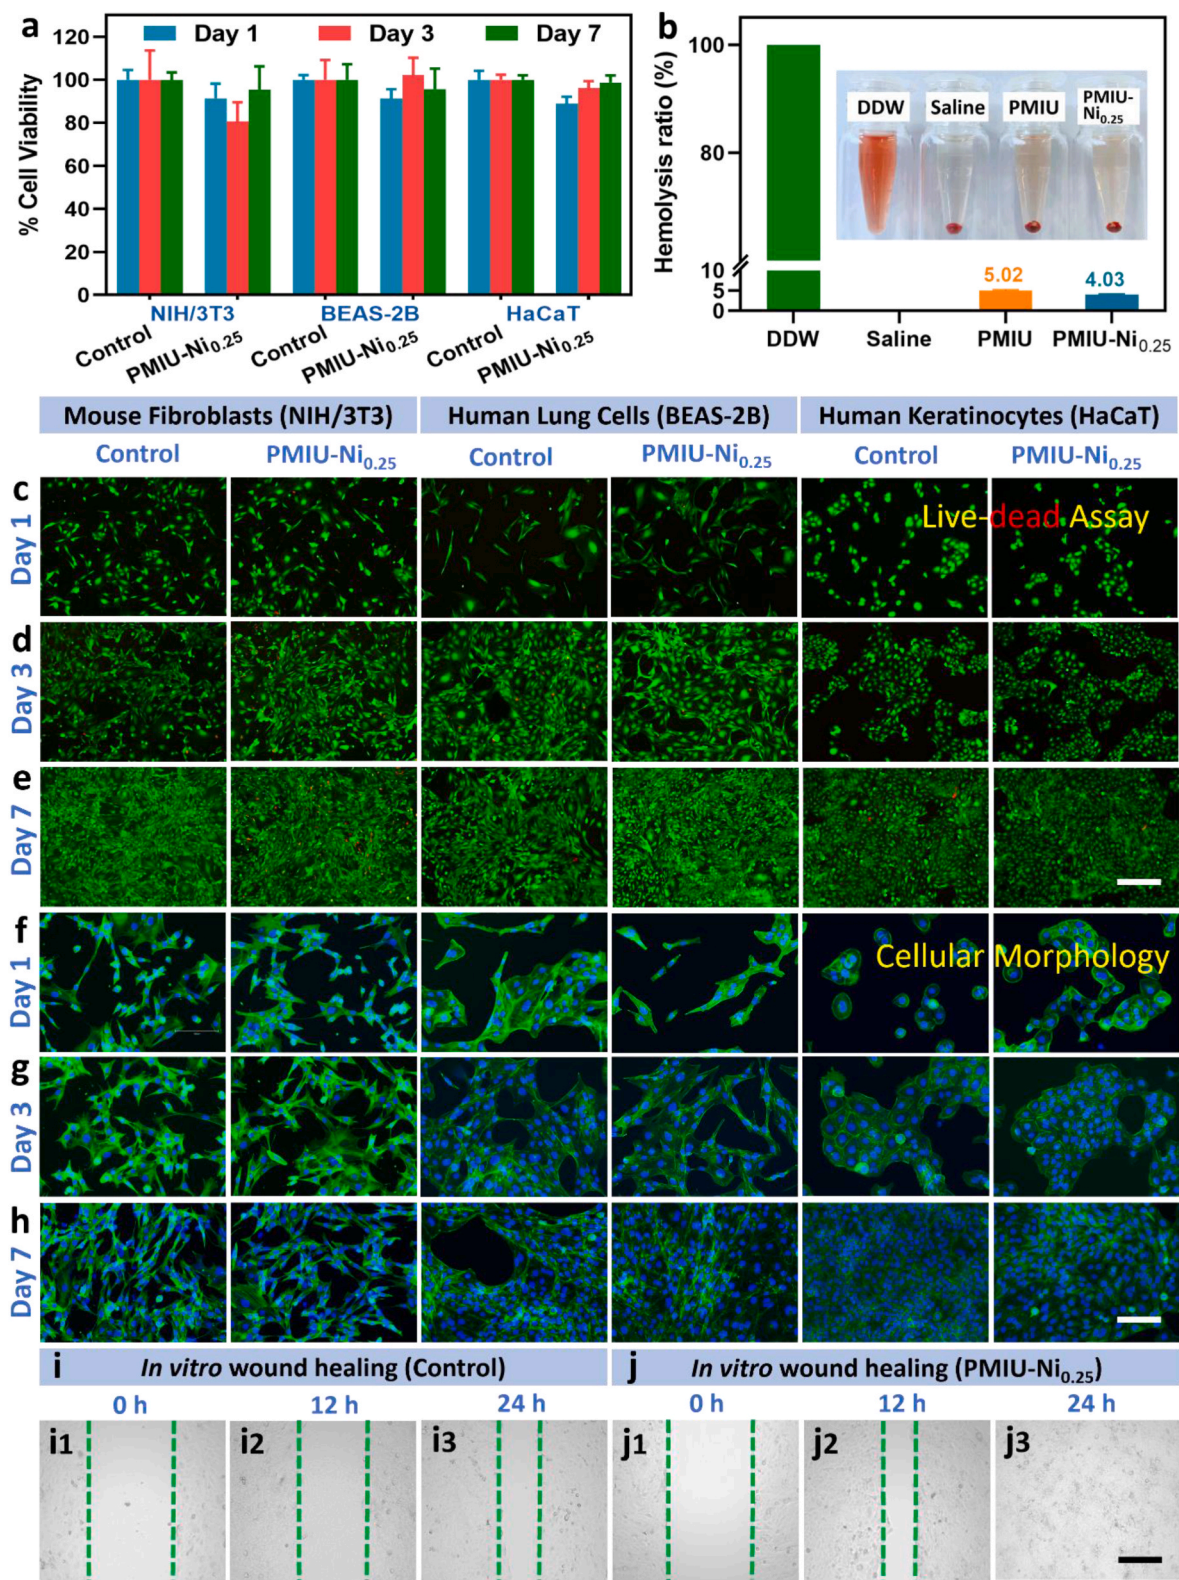 a
Day 1
Day 3
Day 7
% Cell Viability
120
100
80
60
40
20
0
NIH/3T3
BEAS-2B
HaCaT
Control
PMIU-Ni0.25
Control
PMIU-Ni0.25
Control
PMIU-Ni0.25
b
Hemolysis ratio (%)
100
80
10
5
0
DDW
Saline
PMIU
PMIU-
Ni0.25
5.02
4.03
DDW
Saline
PMIU
PMIU-Ni0.25
Mouse Fibroblasts (NIH/3T3)
Human Lung Cells (BEAS-2B)
Human Keratinocytes (HaCaT)
Control
PMIU-Ni0.25
Control
PMIU-Ni0.25
Control
PMIU-Ni0.25
c
Day 1
Live-dead Assay
d
Day 3
e
Day 7
f
Day 1
Cellular Morphology
g
Day 3
h
Day 7
i
In vitro wound healing (Control)
j
In vitro wound healing (PMIU-Ni0.25)
0 h
12 h
24 h
0 h
12 h
24 h
i1
i2
i3
j1
j2
j3